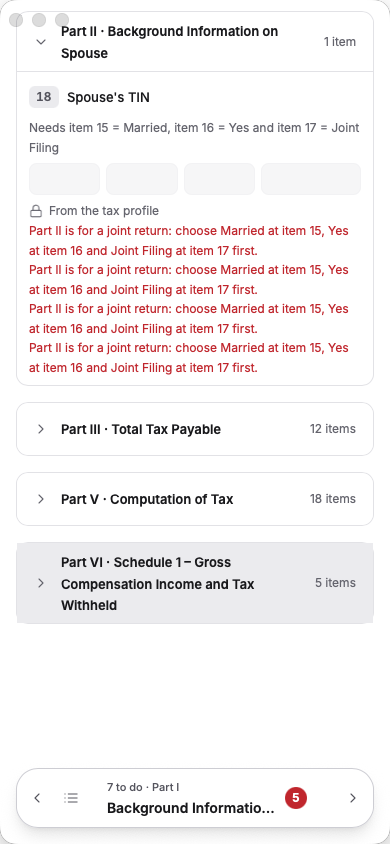 Part II · Background Information on
Spouse
1 item
18 Spouse's TIN
Needs item 15 = Married, item 16 = Yes and item 17 = Joint
Filing
From the tax profile
Part II is for a joint return: choose Married at item 15, Yes
at item 16 and Joint Filing at item 17 first.
Part II is for a joint return: choose Married at item 15, Yes
at item 16 and Joint Filing at item 17 first.
Part II is for a joint return: choose Married at item 15, Yes
at item 16 and Joint Filing at item 17 first.
Part II is for a joint return: choose Married at item 15, Yes
at item 16 and Joint Filing at item 17 first.
Part III · Total Tax Payable 12 items
Part V · Computation of Tax 18 items
Part VI · Schedule 1 – Gross
Compensation Income and Tax
Withheld
5 items
7 to do · Part I
Background Informatio...
5